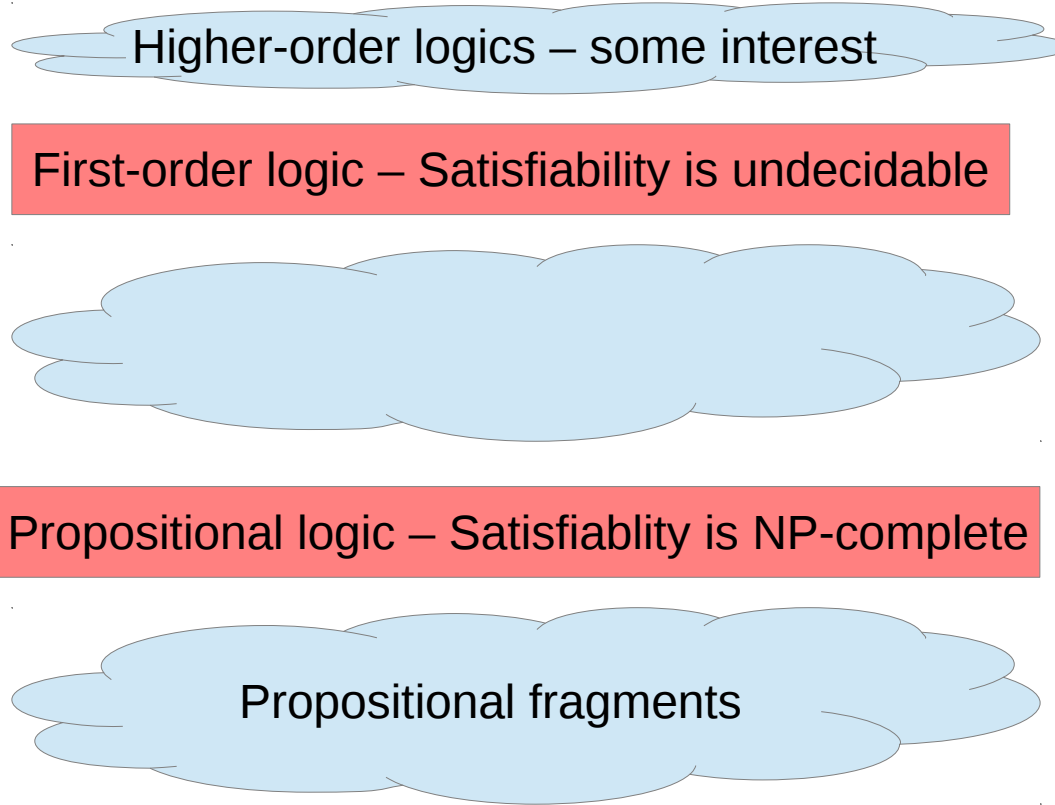 Higher-order logics – some interest
First-order logic – Satisfiability is undecidable
Propositional logic – Satisfiablity is NP-complete
Propositional fragments